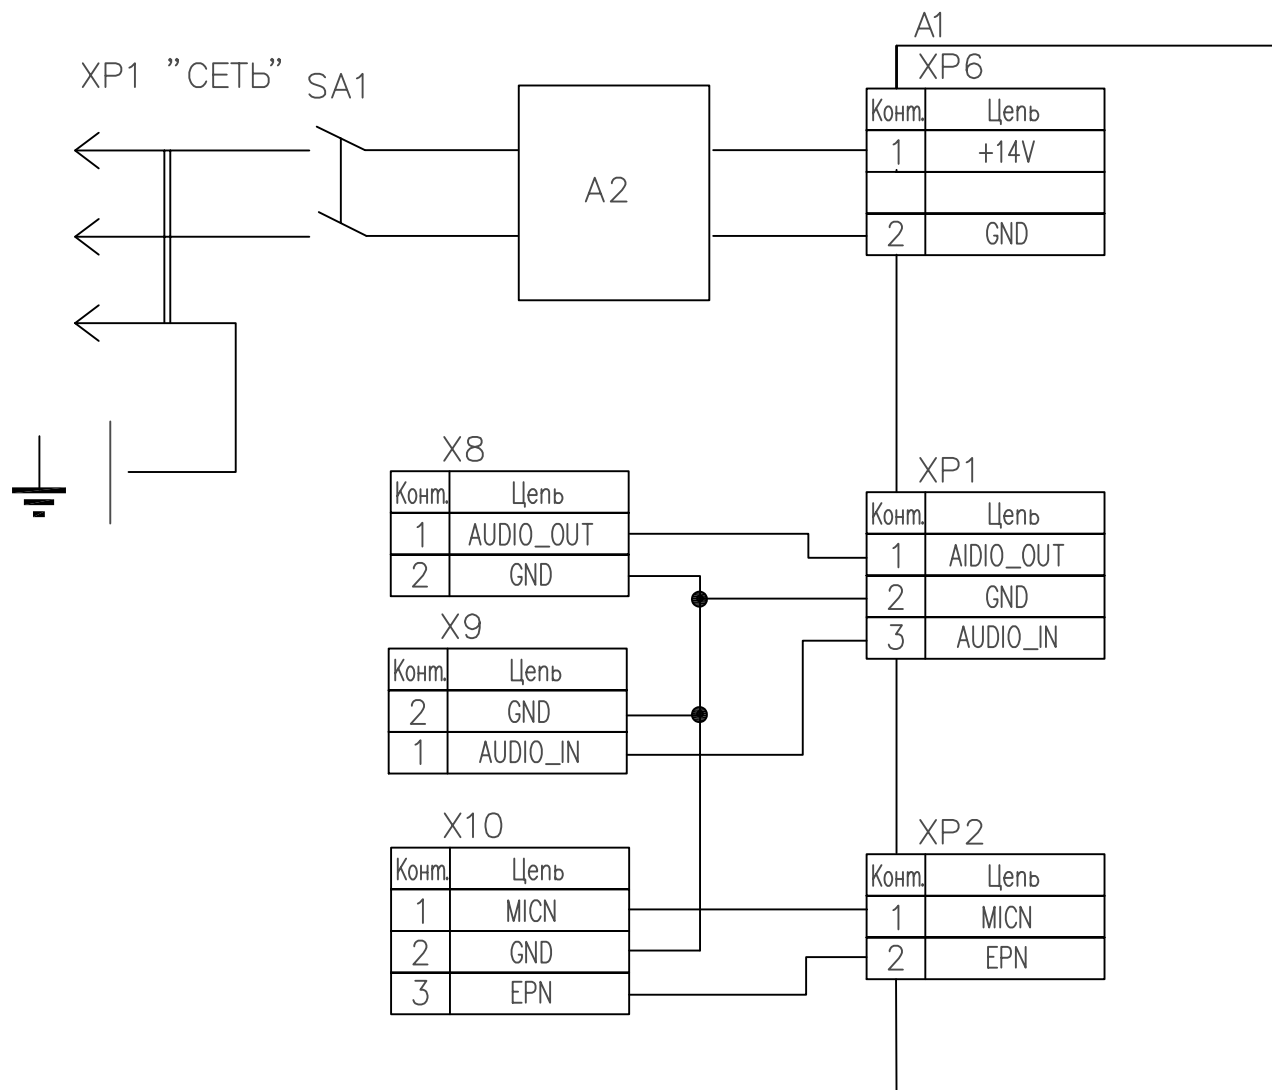 A1
XP1 "СЕТЬ"
SA1
XP6
Конт. Цепь
1 +14V
2 GND
A2
X8
Конт. Цепь
1 AUDIO_OUT
2 GND
XP1
Конт. Цепь
1 AIDIO_OUT
2 GND
3 AUDIO_IN
X9
Конт. Цепь
2 GND
1 AUDIO_IN
X10
Конт. Цепь
1 MICN
2 GND
3 EPN
XP2
Конт. Цепь
1 MICN
2 EPN